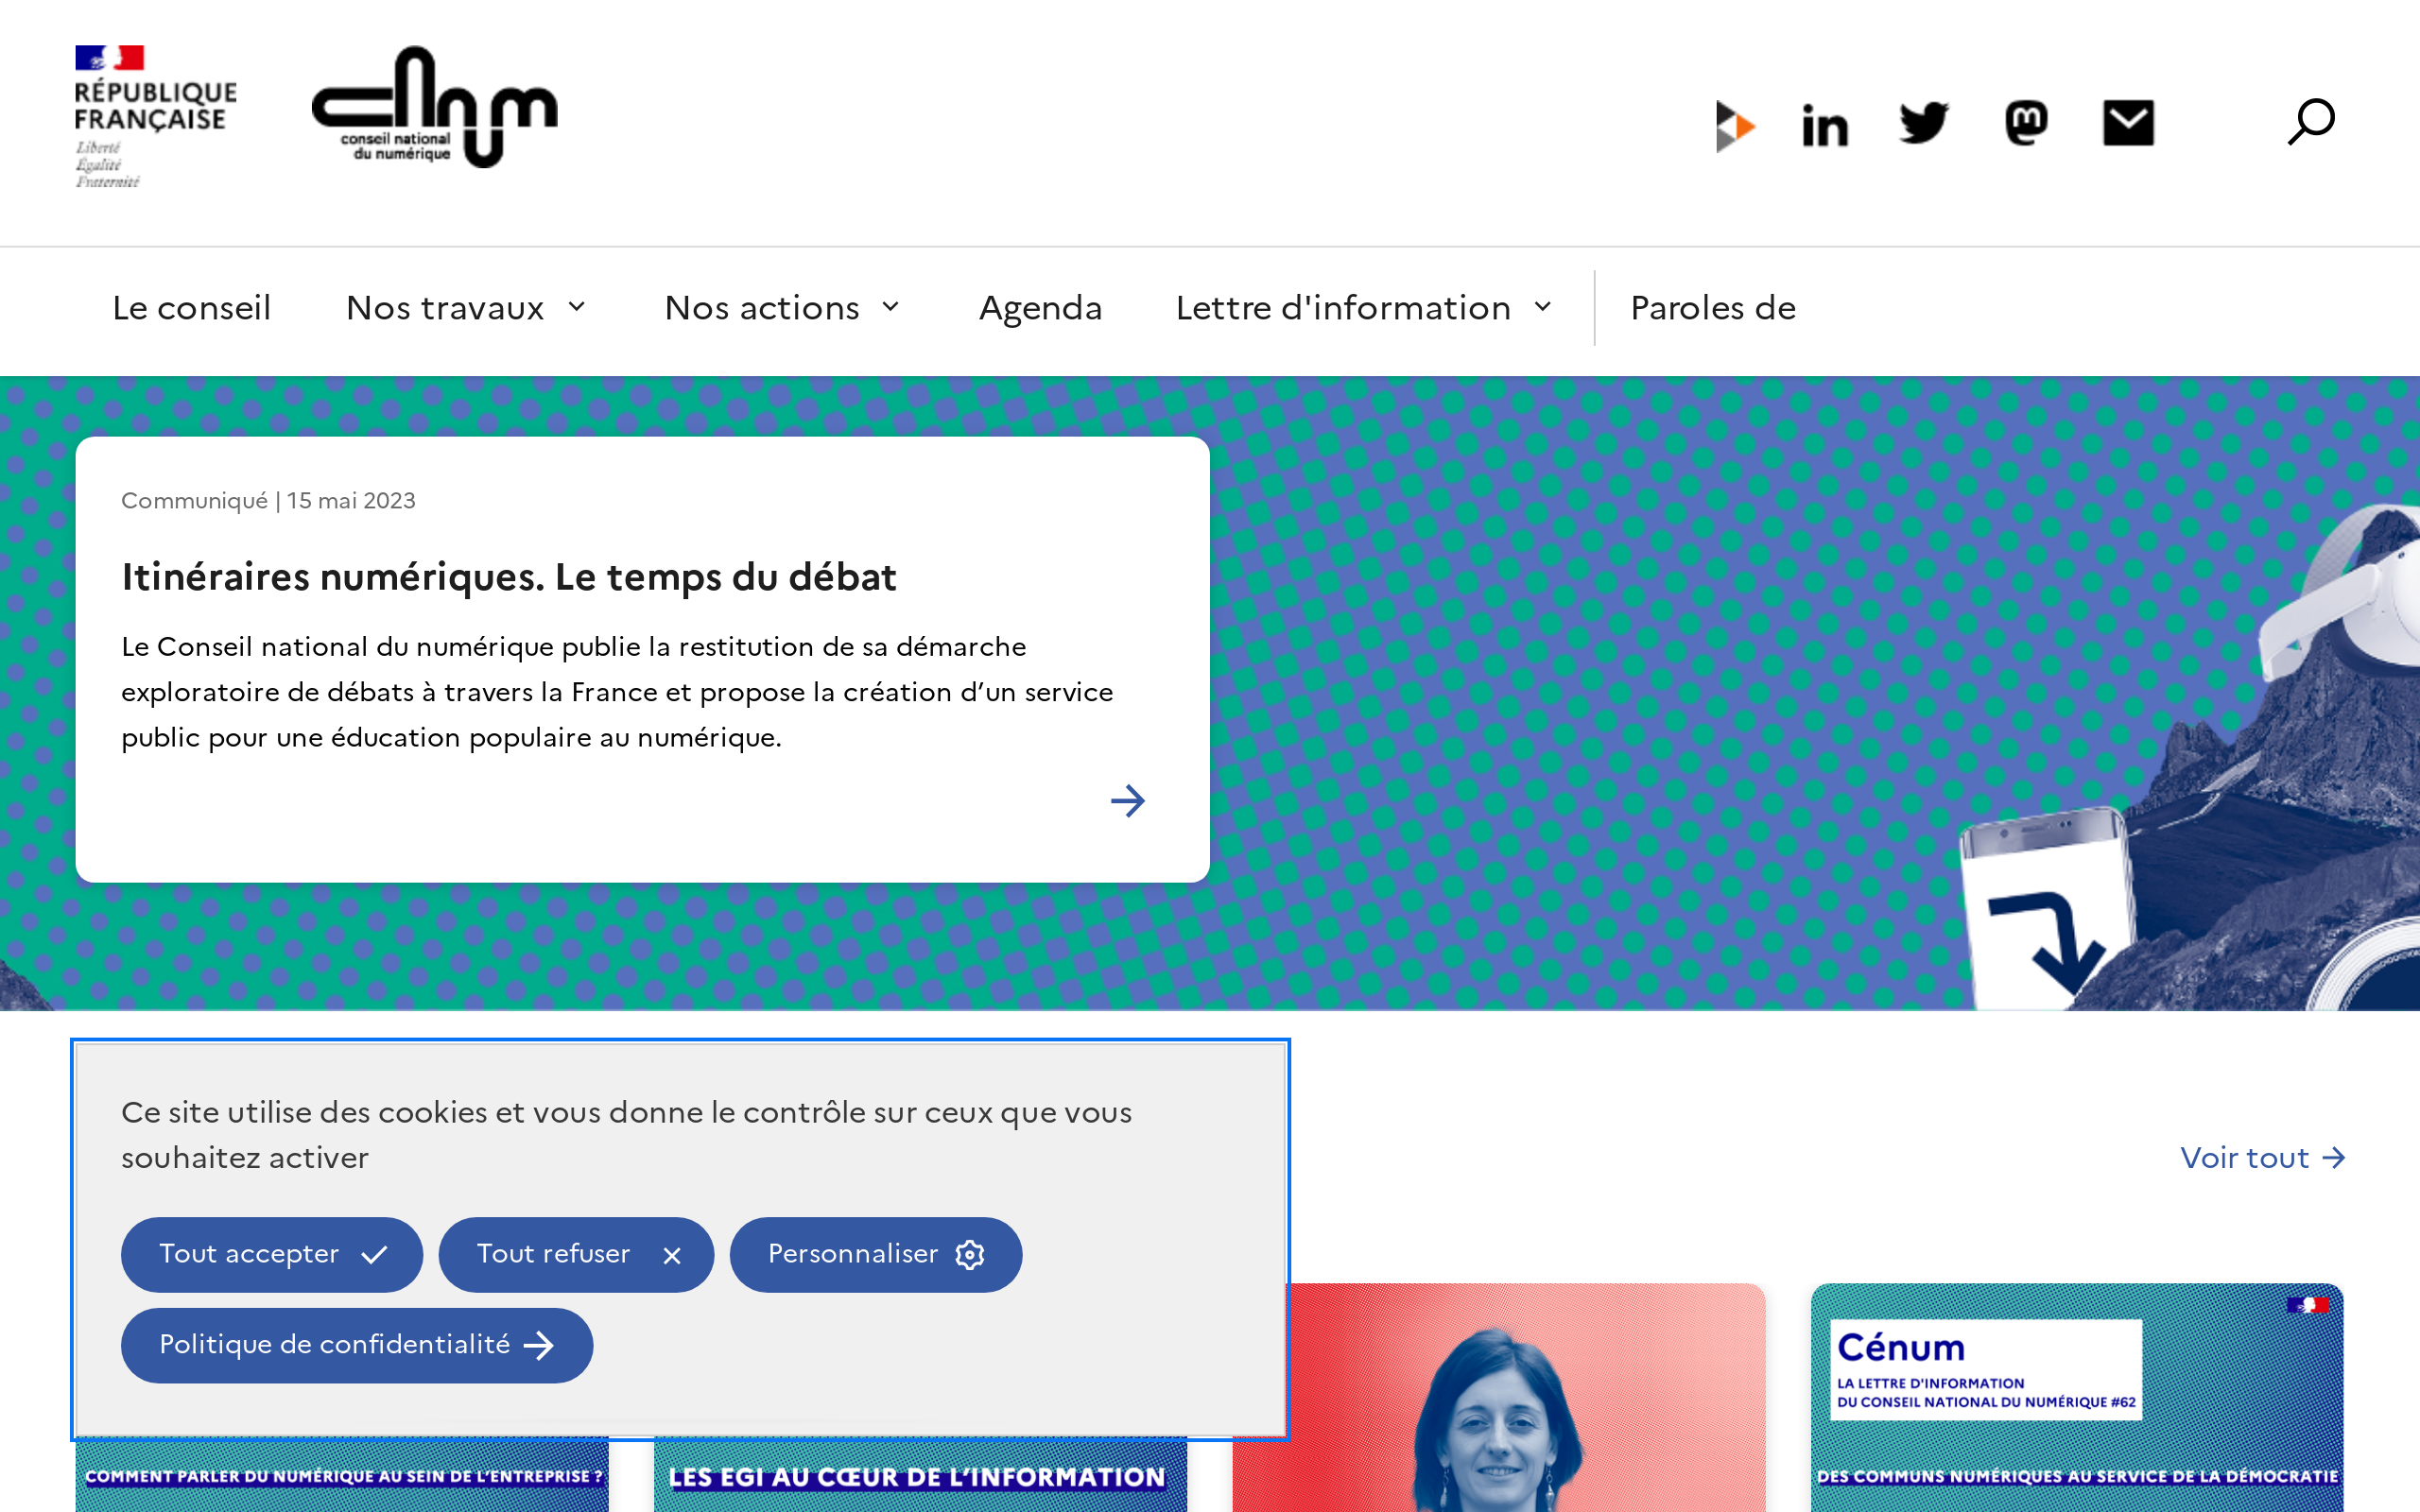 RÉPUBLIQUE
FRANÇAISE
Liberté
Égalité
Fraternité
conseil national
du numérique
Le conseil
Nos travaux
Nos actions
Agenda
Lettre d'information
Paroles de
Communiqué | 15 mai 2023
Itinéraires numériques. Le temps du débat
Le Conseil national du numérique publie la restitution de sa démarche
exploratoire de débats à travers la France et propose la création d’un service
public pour une éducation populaire au numérique.
Ce site utilise des cookies et vous donne le contrôle sur ceux que vous
souhaitez activer
Tout accepter
Tout refuser
Personnaliser
Politique de confidentialité
Voir tout
Cénum
LA LETTRE D'INFORMATION
DU CONSEIL NATIONAL DU NUMÉRIQUE #62
COMMENT PARLER DU NUMÉRIQUE AU SEIN DE L’ENTREPRISE ?
LES EGI AU CŒUR DE L’INFORMATION
DES COMMUNS NUMÉRIQUES AU SERVICE DE LA DÉMOCRATIE